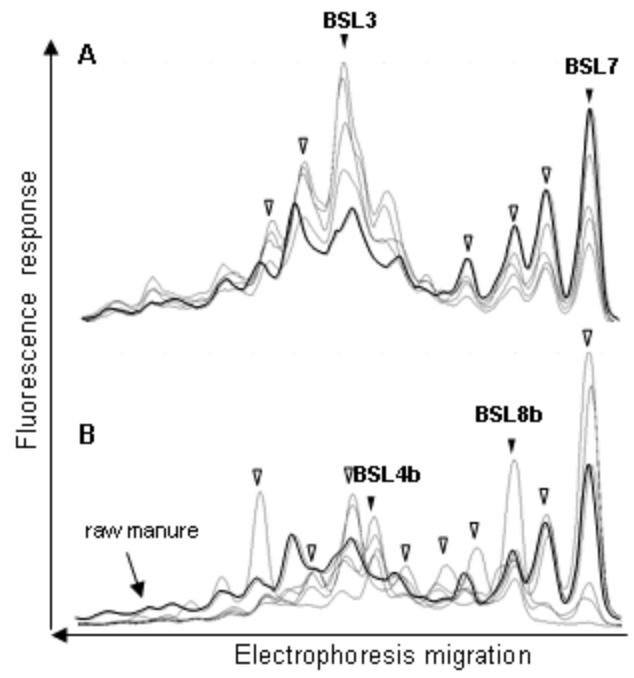 BSL3
A
BSL7
Fluorescence response
B
BSL8b
BSL4b
raw manure
Electrophoresis migration